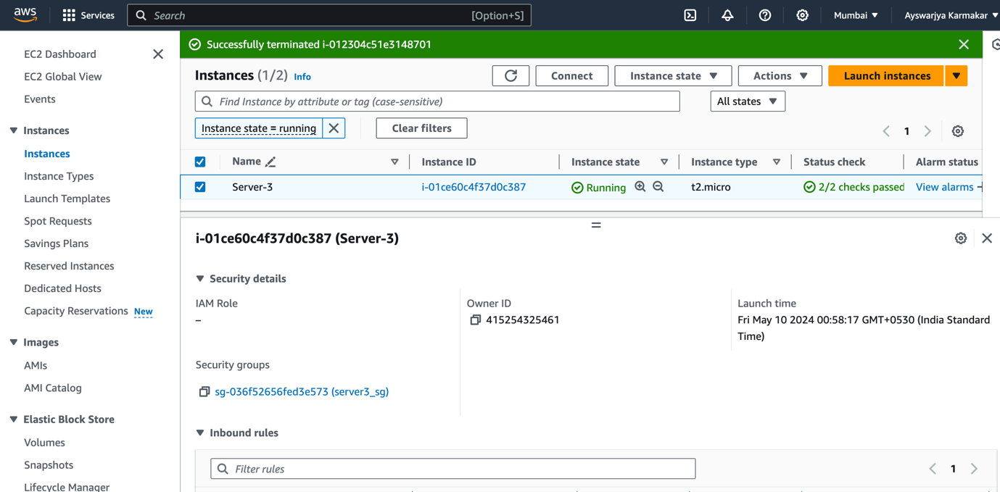 aws Services Search [Option+S] Mumbai Ayswarjya Karmakar
EC2 Dashboard
EC2 Global View
Events
Instances
Instances
Instance Types
Launch Templates
Spot Requests
Savings Plans
Reserved Instances
Dedicated Hosts
Capacity Reservations New
Images
AMIs
AMI Catalog
Elastic Block Store
Volumes
Snapshots
Lifecycle Manager
Successfully terminated i-012304c51e3148701
Instances (1/2) Info Connect Instance state Actions Launch instances
Find Instance by attribute or tag (case-sensitive) All states
Instance state = running Clear filters 1
Name Instance ID Instance state Instance type Status check Alarm status
Server-3 i-01ce60c4f37d0c387 Running t2.micro 2/2 checks passed View alarms
i-01ce60c4f37d0c387 (Server-3)
Security details
IAM Role
–
Owner ID
415254325461
Launch time
Fri May 10 2024 00:58:17 GMT+0530 (India Standard
Time)
Security groups
sg-036f52656fed3e573 (server3_sg)
Inbound rules
Filter rules 1